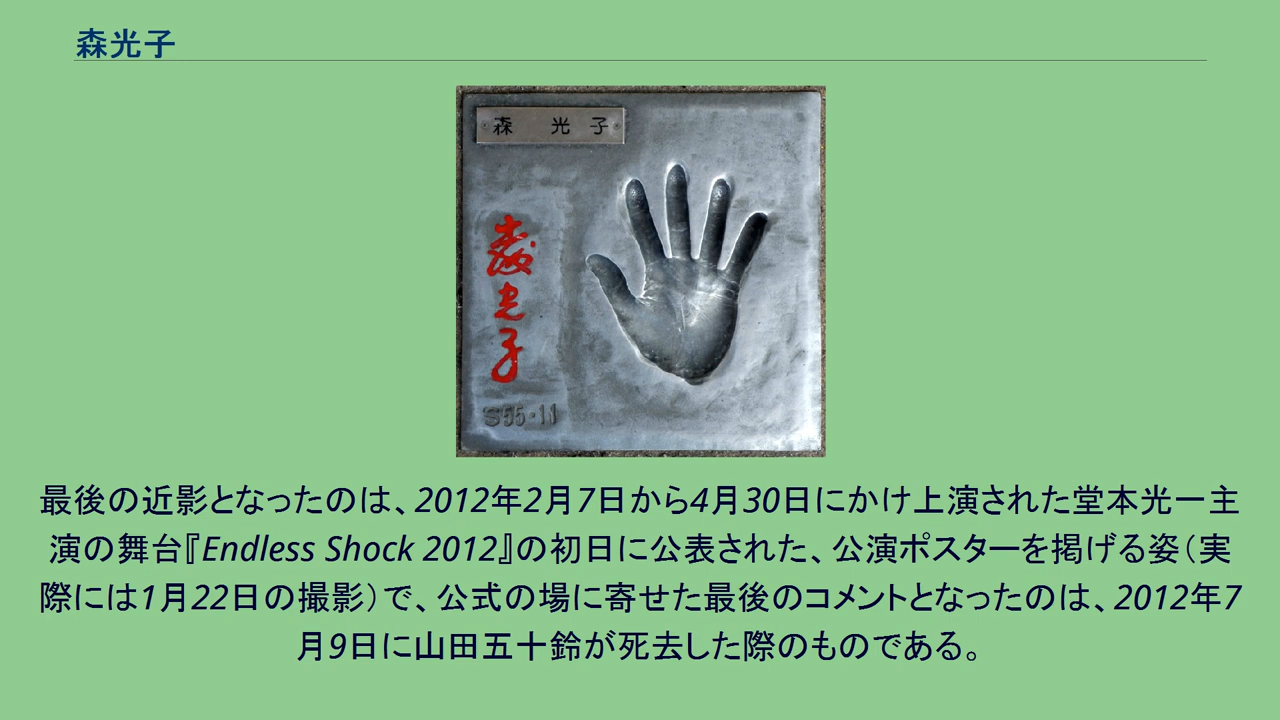 森光子
森 光 子
森光子
S55・11
最後の近影となったのは、2012年2月7日から4月30日にかけ上演された堂本光一主
演の舞台『Endless Shock 2012』の初日に公表された、公演ポスターを掲げる姿（実
際には1月22日の撮影）で、公式の場に寄せた最後のコメントとなったのは、2012年7
月9日に山田五十鈴が死去した際のものである。